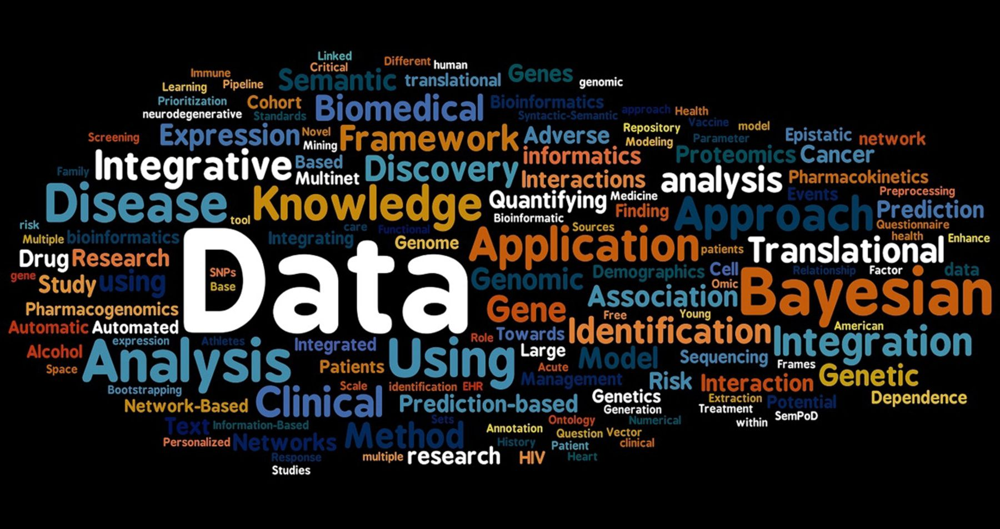 Linked
Different human
Critical
Immune
Semantic translational Genes genomic
Learning Pipeline
Prioritization Cohort Biomedical Bioinformatics
neurodegenerative Standards Syntactic-Semantic approach Health
Vaccine model
Screening Expression Novel Framework Adverse Repository Parameter Epistatic network
Mining Modeling
Integrative Based Discovery informatics Proteomics Cancer
Family Multinet Interactions analysis Pharmacokinetics
Disease Knowledge Quantifying Medicine Events Preprocessing
tool Bioinformatic Finding Approach Prediction
risk care Functional Sources Questionnaire
Multiple bioinformatics Integrating Genome Application patients Translational health Enhance
Drug Research
gene Study using SNPs Data Genomic Demographics Cell Relationship Factor data
Base Omic
Pharmacogenomics Gene Association Bayesian
Free Young
Automatic Automated Identification American
expression Athletes Integrated Role Towards Integration
Alcohol Analysis Using Large Model Sequencing
Space Patients Acute Frames
Bootstrapping Scale identification EHR Management Risk Interaction Genetic
Network-Based Clinical Prediction-based Genetics Extraction Potential Dependence
Generation Treatment
Text Information-Based Sets Ontology Numerical within SemPoD
Personalized Networks Method Annotation Question Vector
History Patient clinical
Response multiple research HIV Heart
Studies